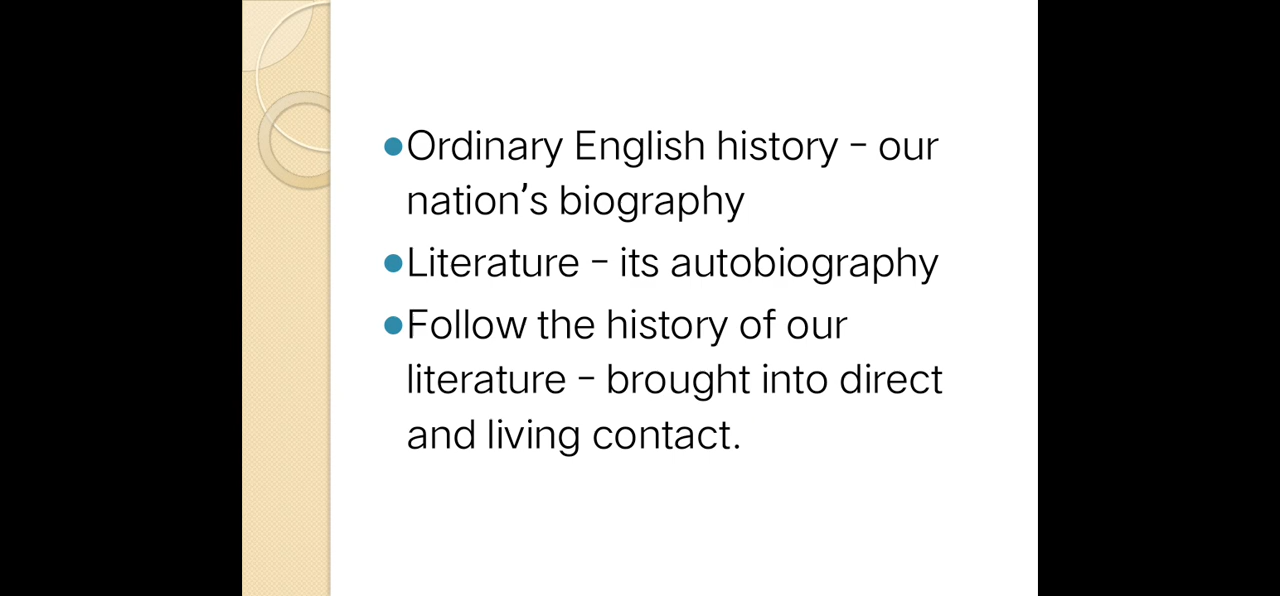 •Ordinary English history – our
nation’s biography
•Literature – its autobiography
•Follow the history of our
literature – brought into direct
and living contact.